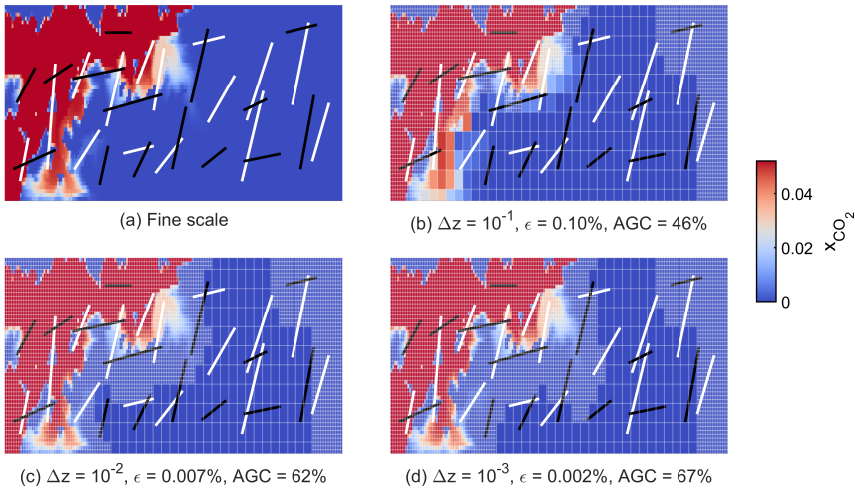 (a) Fine scale
(b) Δz = 10⁻¹, ϵ = 0.10%, AGC = 46%
0.04
0.02
0
x_CO₂
(c) Δz = 10⁻², ϵ = 0.007%, AGC = 62%
(d) Δz = 10⁻³, ϵ = 0.002%, AGC = 67%